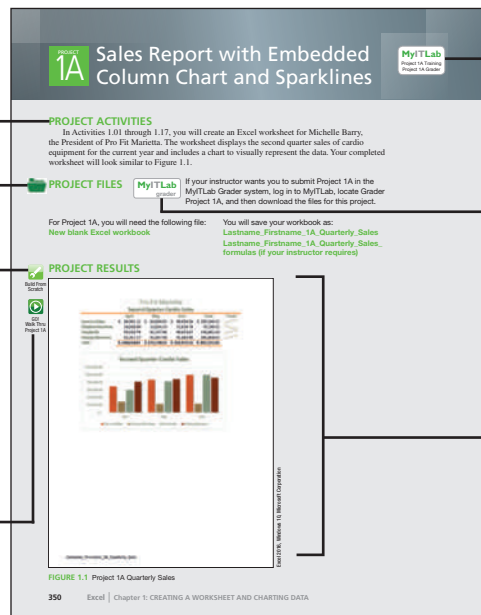 PROJECT
1A
Sales Report with Embedded
Column Chart and Sparklines
MyITLab
Project 1A Training
Project 1A Grader
PROJECT ACTIVITIES
In Activities 1.01 through 1.17, you will create an Excel worksheet for Michelle Barry,
the President of Pro Fit Marietta. The worksheet displays the second quarter sales of cardio
equipment for the current year and includes a chart to visually represent the data. Your completed
worksheet will look similar to Figure 1.1.
PROJECT FILES
MyITLab
grader
If your instructor wants you to submit Project 1A in the
MyITLab Grader system, log in to MyITLab, locate Grader
Project 1A, and then download the files for this project.
For Project 1A, you will need the following file:
New blank Excel workbook
You will save your workbook as:
Lastname_Firstname_1A_Quarterly_Sales
Lastname_Firstname_1A_Quarterly_Sales_
formulas (if your instructor requires)
PROJECT RESULTS
Build From
Scratch
GO!
Walk Thru
Project 1A
Pro Fit Marietta
Second Quarter Cardio Sales
Second Quarter Cardio Sales
Lastname_Firstname_1A_Quarterly_Sales
Excel 2016, Windows 10, Microsoft Corporation
FIGURE 1.1 Project 1A Quarterly Sales
350 Excel | Chapter 1: CREATING A WORKSHEET AND CHARTING DATA